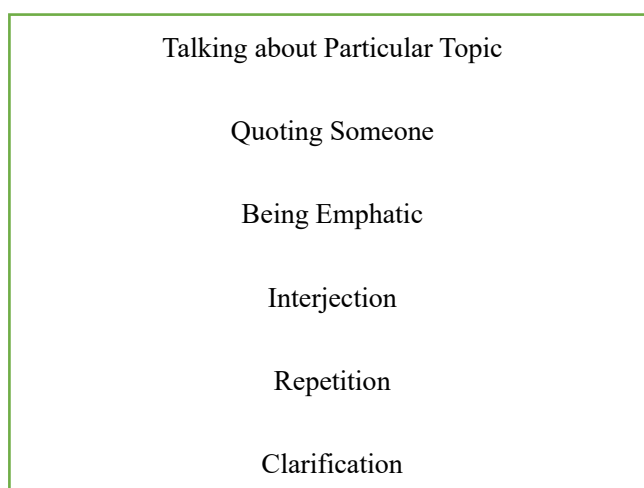 Talking about Particular Topic
Quoting Someone
Being Emphatic
Interjection
Repetition
Clarification